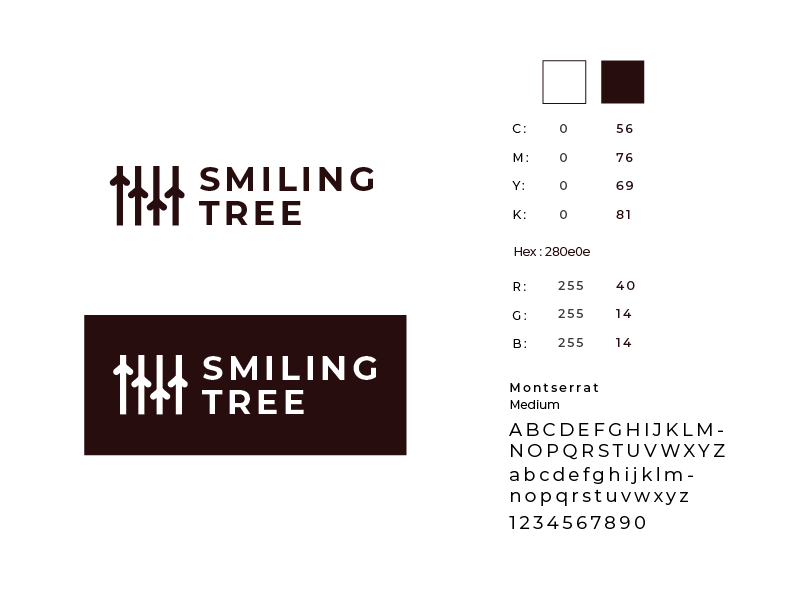 SMILING
TREE
SMILING
TREE
C: 0 56
M: 0 76
Y: 0 69
K: 0 81
Hex : 280e0e
R: 255 40
G: 255 14
B: 255 14
Montserrat
Medium
ABCDEFGHIJKLM-
NOPQRSTUVWXYZ
abcdefghijklm-
nopqrstuvwxyz
1234567890